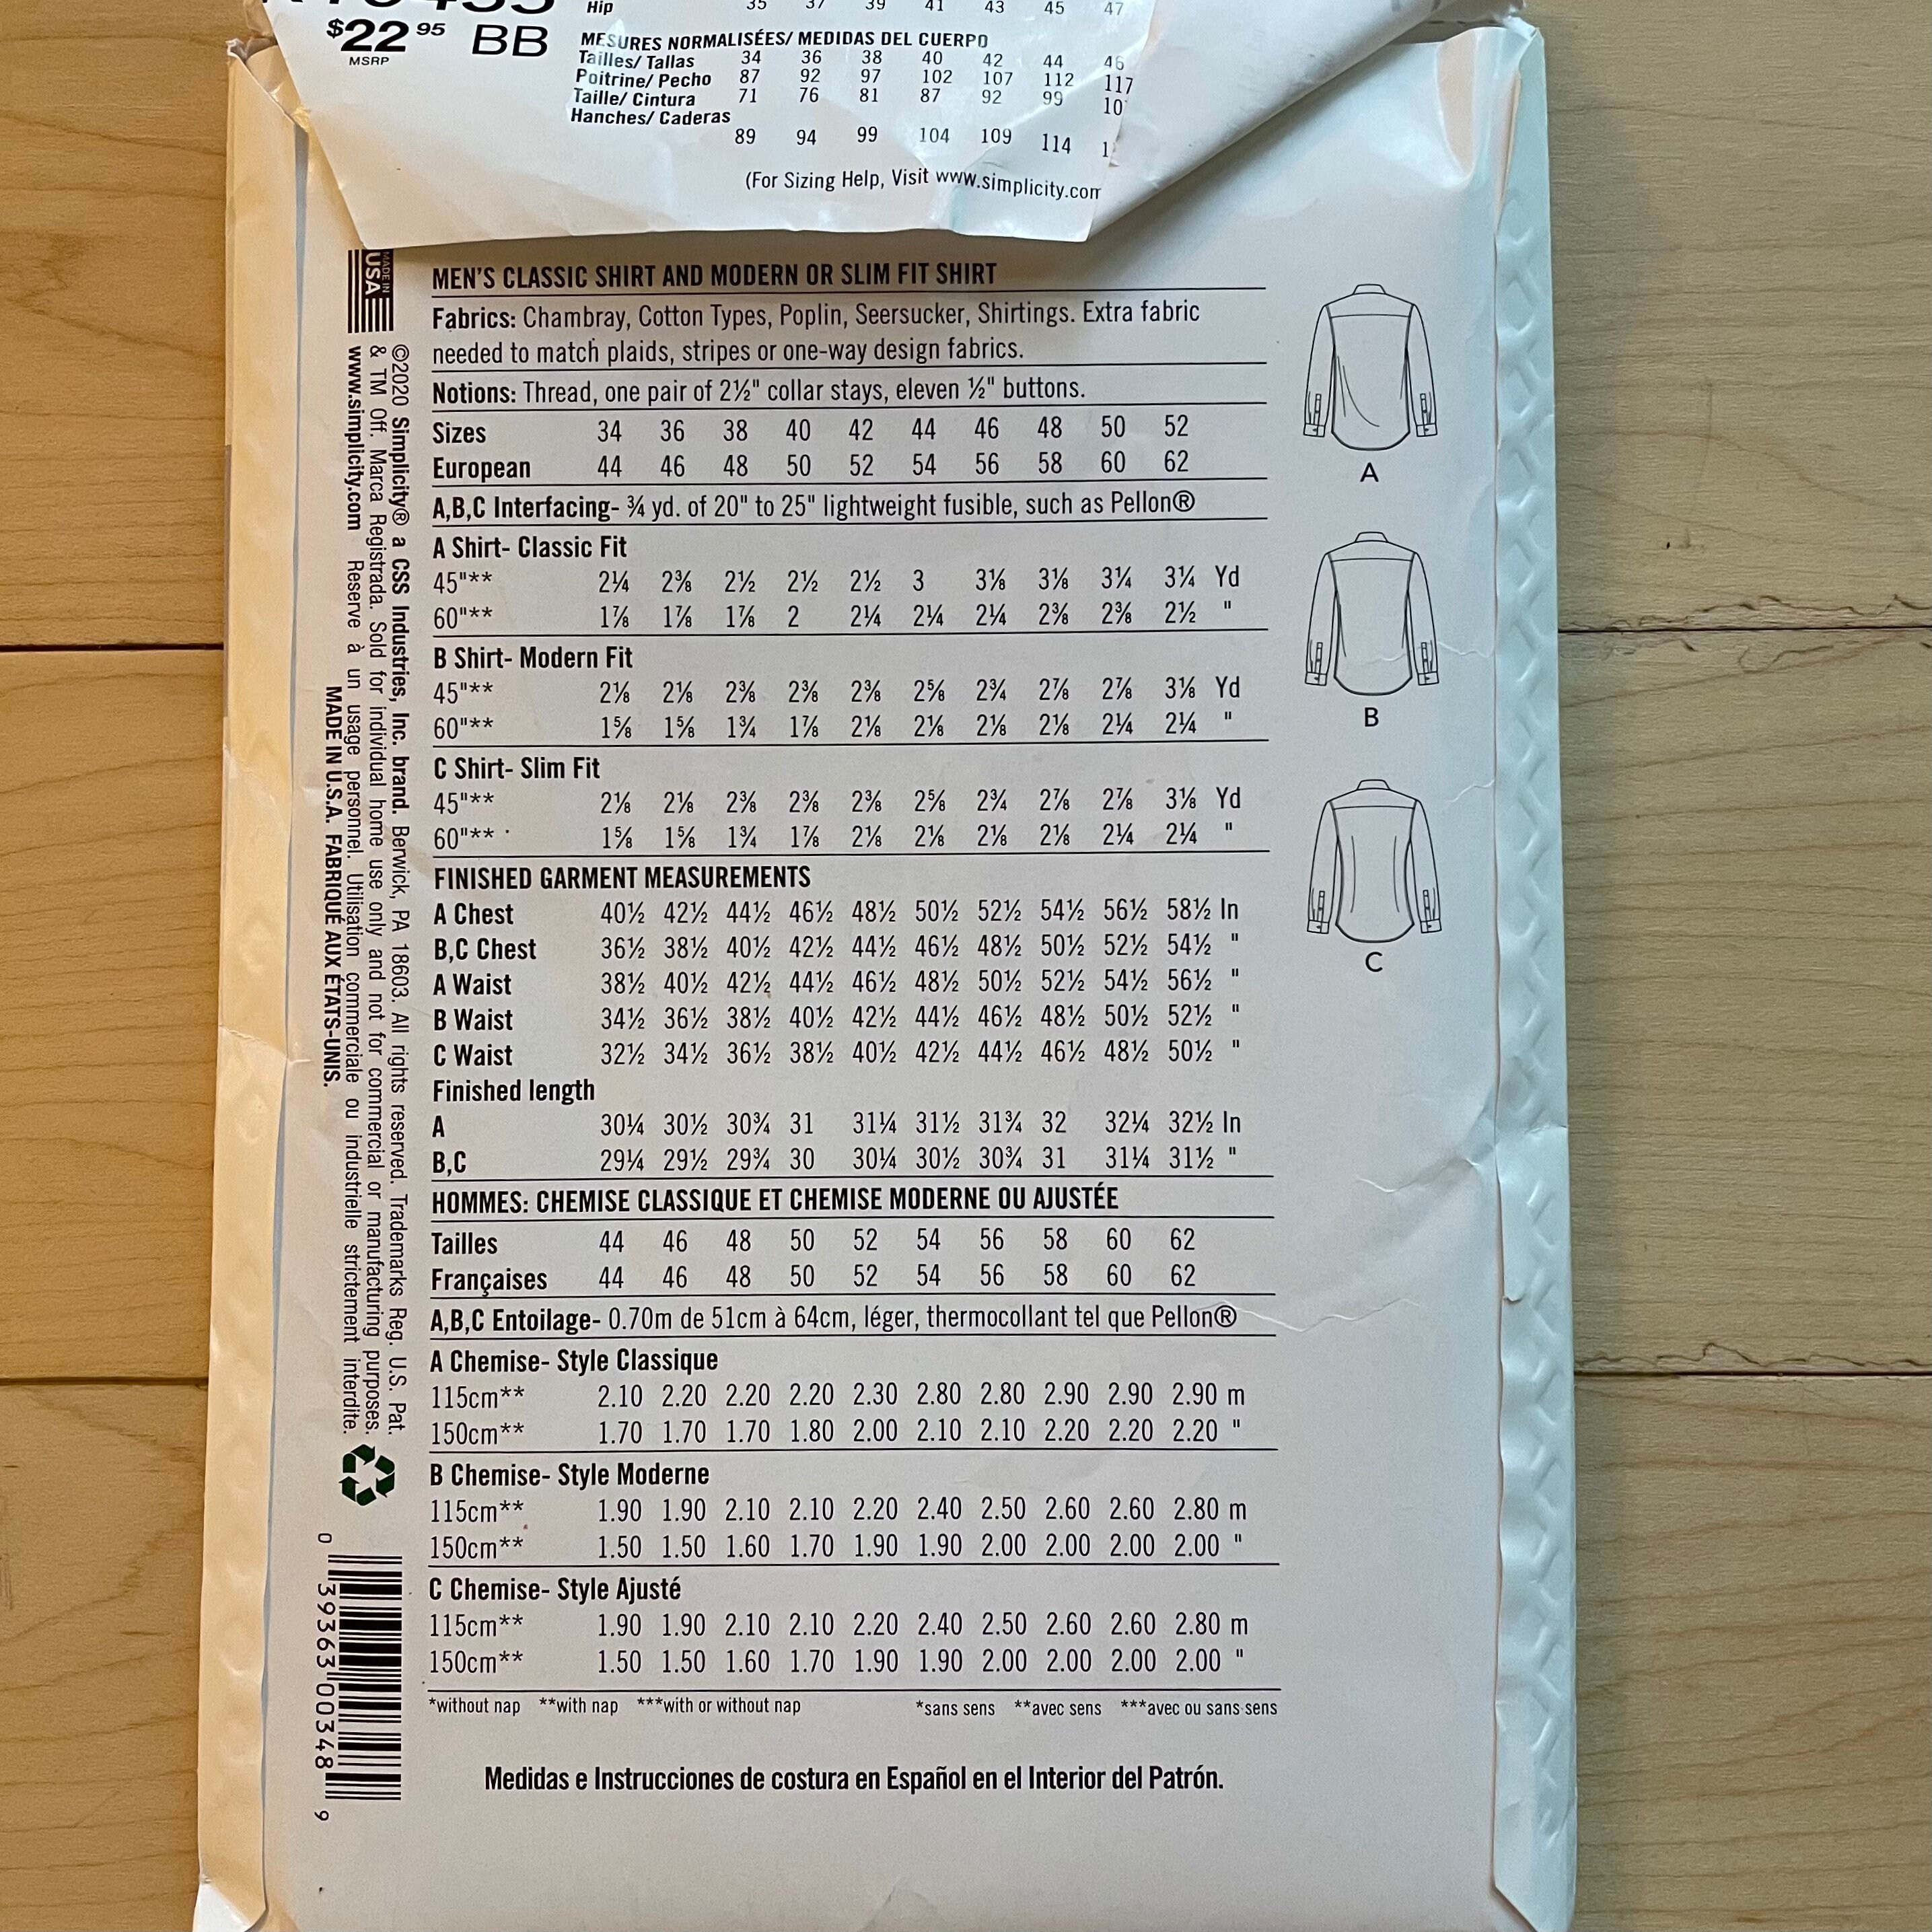 $22 95 BB
MSRP
Hip 35 37 39 41 43 45 47
MESURES NORMALISÉES/ MEDIDAS DEL CUERPO
Tailles/ Tallas 34 36 38 40 42 44 46
Poitrine/ Pecho 87 92 97 102 107 112 117
Taille/ Cintura 71 76 81 87 92 99
Hanches/ Caderas
89 94 99 104 109 114
(For Sizing Help, Visit www.simplicity.com
MEN'S CLASSIC SHIRT AND MODERN OR SLIM FIT SHIRT
Fabrics: Chambray, Cotton Types, Poplin, Seersucker, Shirtings. Extra fabric
needed to match plaids, stripes or one-way design fabrics.
Notions: Thread, one pair of 2½" collar stays, eleven ½" buttons.
Sizes 34 36 38 40 42 44 46 48 50 52
European 44 46 48 50 52 54 56 58 60 62
A,B,C Interfacing- ¾ yd. of 20" to 25" lightweight fusible, such as Pellon®
A Shirt- Classic Fit
45"** 2¼ 2⅜ 2½ 2½ 2½ 3 3⅛ 3⅛ 3¼ 3¼ Yd
60"** 1⅞ 1⅞ 1⅞ 2 2¼ 2¼ 2¼ 2⅜ 2⅜ 2½ "
B Shirt- Modern Fit
45"** 2⅛ 2⅛ 2⅜ 2⅜ 2⅜ 2⅝ 2¾ 2⅞ 2⅞ 3⅛ Yd
60"** 1⅝ 1⅝ 1¾ 1⅞ 2⅛ 2⅛ 2⅛ 2⅛ 2¼ 2¼ "
C Shirt- Slim Fit
45"** 2⅛ 2⅛ 2⅜ 2⅜ 2⅜ 2⅝ 2¾ 2⅞ 2⅞ 3⅛ Yd
60"** 1⅝ 1⅝ 1¾ 1⅞ 2⅛ 2⅛ 2⅛ 2⅛ 2¼ 2¼ "
FINISHED GARMENT MEASUREMENTS
A Chest 40½ 42½ 44½ 46½ 48½ 50½ 52½ 54½ 56½ 58½ In
B,C Chest 36½ 38½ 40½ 42½ 44½ 46½ 48½ 50½ 52½ 54½ "
A Waist 38½ 40½ 42½ 44½ 46½ 48½ 50½ 52½ 54½ 56½ "
B Waist 34½ 36½ 38½ 40½ 42½ 44½ 46½ 48½ 50½ 52½ "
C Waist 32½ 34½ 36½ 38½ 40½ 42½ 44½ 46½ 48½ 50½ "
Finished length
A 30¼ 30½ 30¾ 31 31¼ 31½ 31¾ 32 32¼ 32½ In
B,C 29¼ 29½ 29¾ 30 30¼ 30½ 30¾ 31 31¼ 31½ "
HOMMES: CHEMISE CLASSIQUE ET CHEMISE MODERNE OU AJUSTÉE
Tailles 44 46 48 50 52 54 56 58 60 62
Françaises 44 46 48 50 52 54 56 58 60 62
A,B,C Entoilage- 0.70m de 51cm à 64cm, léger, thermocollant tel que Pellon®
A Chemise- Style Classique
115cm** 2.10 2.20 2.20 2.20 2.30 2.80 2.80 2.90 2.90 2.90 m
150cm** 1.70 1.70 1.70 1.80 2.00 2.10 2.10 2.20 2.20 2.20 "
B Chemise- Style Moderne
115cm** 1.90 1.90 2.10 2.10 2.20 2.40 2.50 2.60 2.60 2.80 m
150cm** 1.50 1.50 1.60 1.70 1.90 1.90 2.00 2.00 2.00 2.00 "
C Chemise- Style Ajusté
115cm** 1.90 1.90 2.10 2.10 2.20 2.40 2.50 2.60 2.60 2.80 m
150cm** 1.50 1.50 1.60 1.70 1.90 1.90 2.00 2.00 2.00 2.00 "
*without nap **with nap ***with or without nap *sans sens **avec sens ***avec ou sans sens
Medidas e Instrucciones de costura en Español en el Interior del Patrón.
A
B
C
MADE IN
USA
©2020 Simplicity® a CSS Industries, Inc. brand. Berwick, PA 18603. All rights reserved. Trademarks Reg. U.S. Pat.
& TM Off. Marca Registrada. Sold for individual home use only and not for commercial or manufacturing purposes.
www.simplicity.com Reserve à un usage personnel. Utilisation commerciale ou industrielle strictement interdite.
MADE IN U.S.A. FABRIQUÉ AUX ÉTATS-UNIS.
0 39363 00348 9